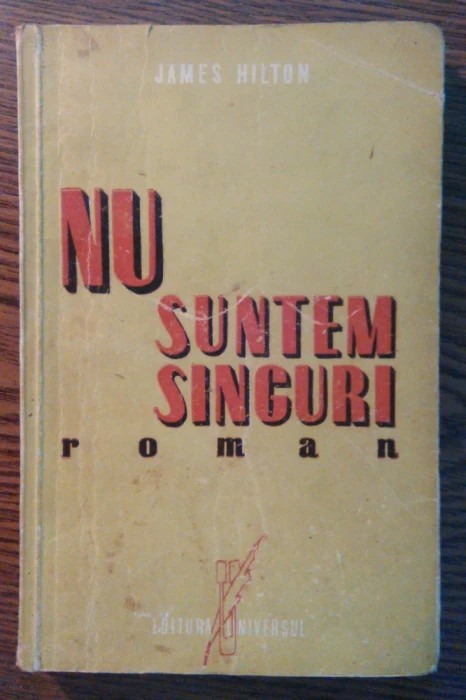 JAMES HILTON
NU
SUNTEM
SINGURI
roman
EDITURA UNIVERSUL